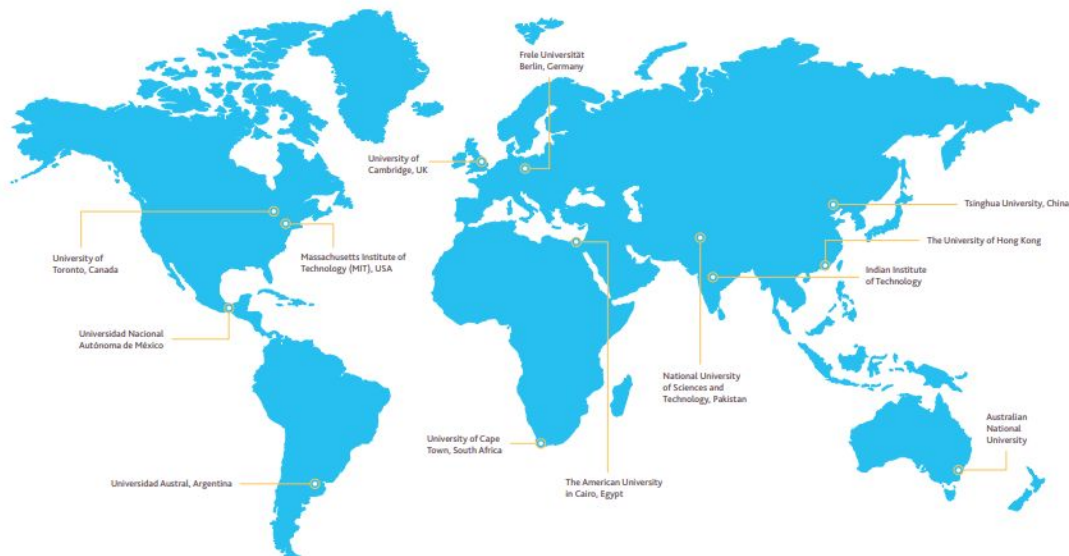 Freie Universität
Berlin, Germany
University of
Cambridge, UK
Tsinghua University, China
The University of Hong Kong
University of
Toronto, Canada
Massachusetts Institute of
Technology (MIT), USA
Indian Institute
of Technology
Universidad Nacional
Autónoma de México
National University
of Sciences and
Technology, Pakistan
Australian
National
University
University of Cape
Town, South Africa
Universidad Austral, Argentina
The American University
in Cairo, Egypt